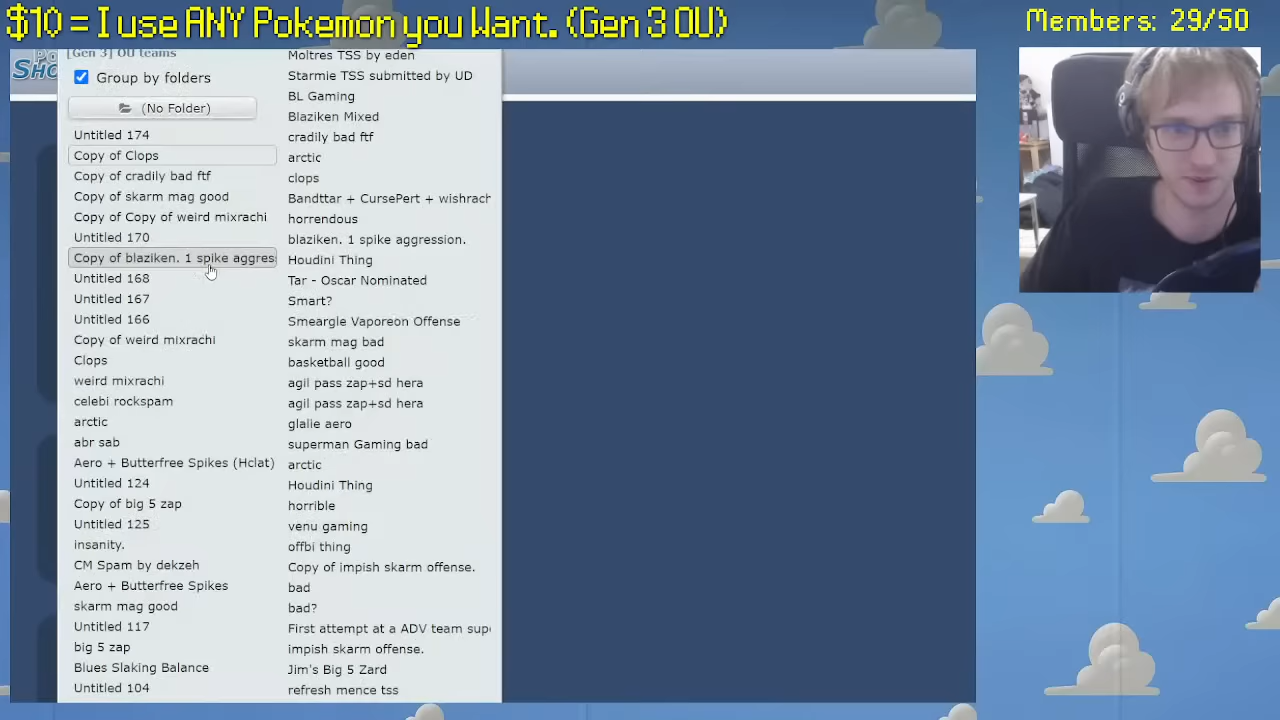 $10 = I use ANY Pokemon you Want. (Gen 3 OU)
Members: 29/50
[Gen 3] OU teams
Group by folders
(No Folder)
Untitled 174
Copy of Clops
Copy of cradily bad ftf
Copy of skarm mag good
Copy of Copy of weird mixrachi
Untitled 170
Copy of blaziken. 1 spike aggres
Untitled 168
Untitled 167
Untitled 166
Copy of weird mixrachi
Clops
weird mixrachi
celebi rockspam
arctic
abr sab
Aero + Butterfree Spikes (Hclat)
Untitled 124
Copy of big 5 zap
Untitled 125
insanity.
CM Spam by dekzeh
Aero + Butterfree Spikes
skarm mag good
Untitled 117
big 5 zap
Blues Slaking Balance
Untitled 104
Moltres TSS by eden
Starmie TSS submitted by UD
BL Gaming
Blaziken Mixed
cradily bad ftf
arctic
clops
Bandttar + CursePert + wishrach
horrendous
blaziken. 1 spike aggression.
Houdini Thing
Tar - Oscar Nominated
Smart?
Smeargle Vaporeon Offense
skarm mag bad
basketball good
agil pass zap+sd hera
agil pass zap+sd hera
glalie aero
superman Gaming bad
arctic
Houdini Thing
horrible
venu gaming
offbi thing
Copy of impish skarm offense.
bad
bad?
First attempt at a ADV team sup
impish skarm offense.
Jim's Big 5 Zard
refresh mence tss